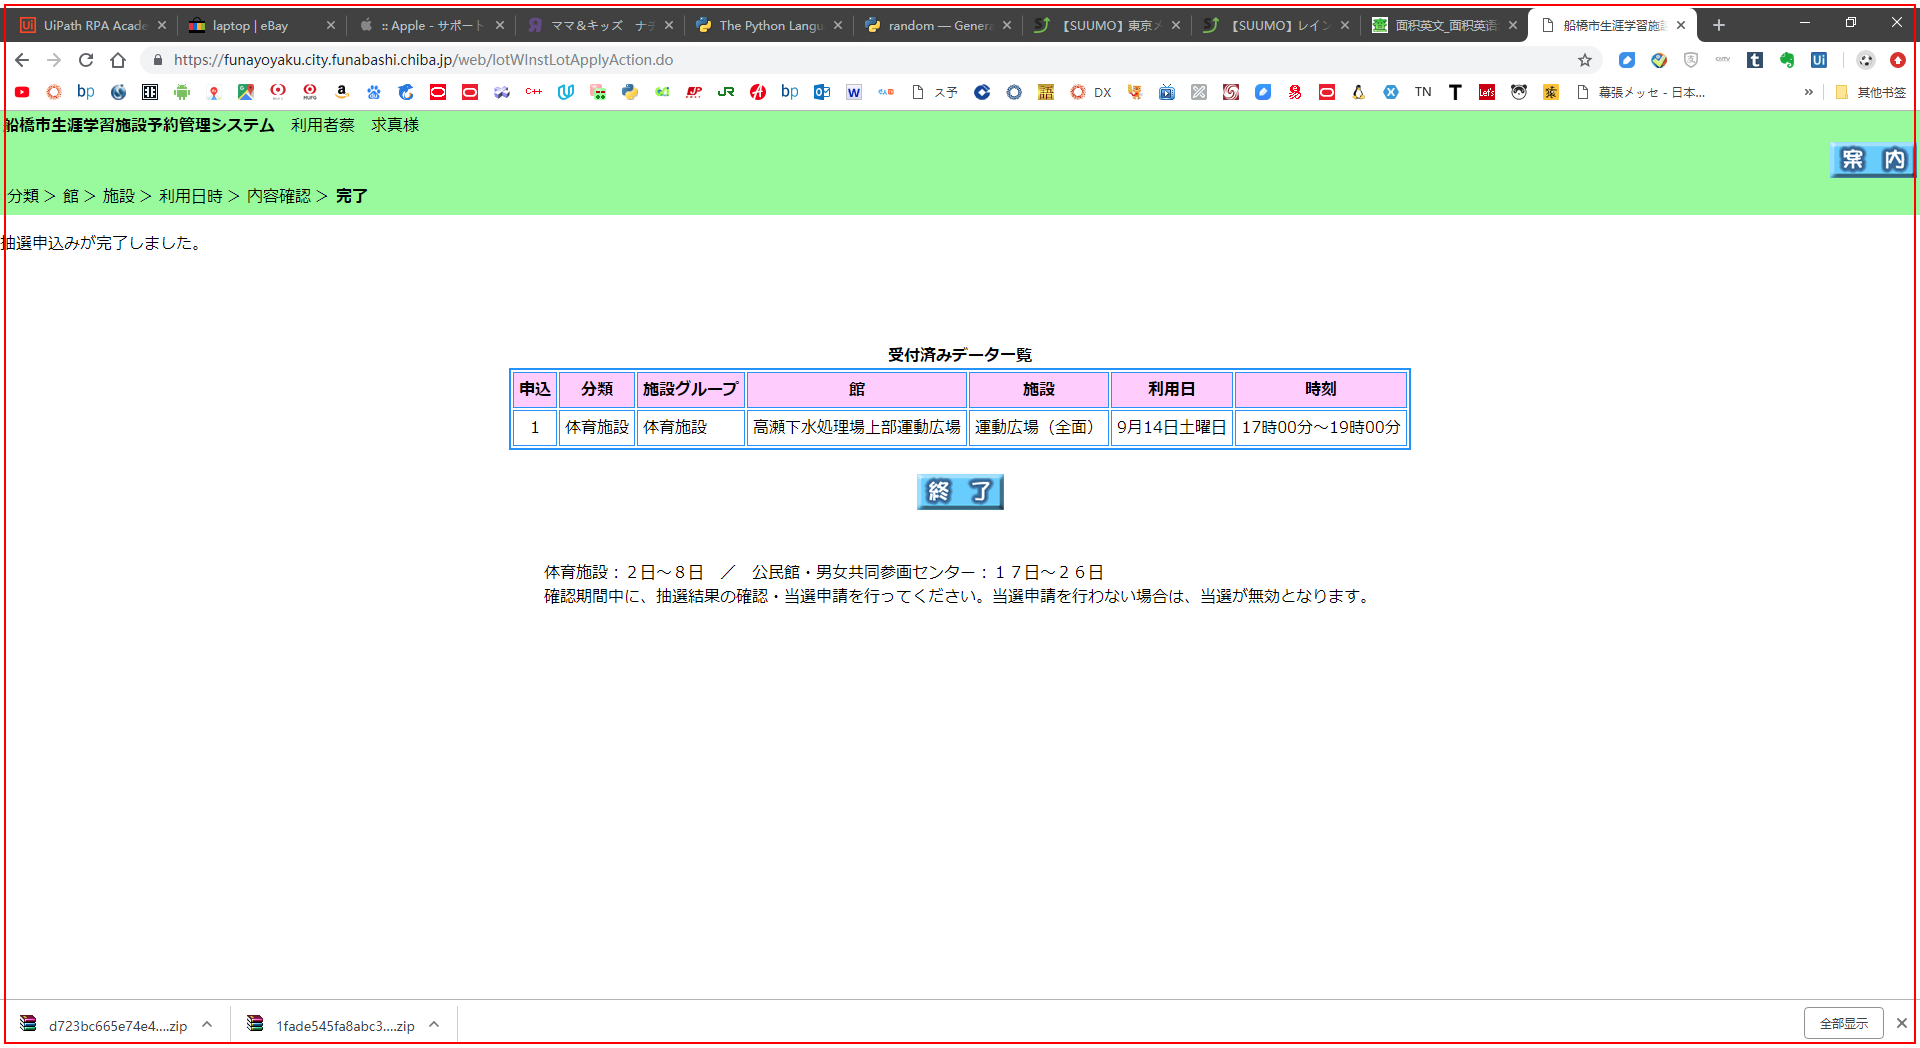 UiPath RPA Acade
laptop | eBay
:: Apple - サポート
ママ&キッズ ナチ
The Python Langu
random — Genera
【SUUMO】東京メ
【SUUMO】レイン
面积英文_面积英语
船橋市生涯学習施設
https://funayoyaku.city.funabashi.chiba.jp/web/lotWInstLotApplyAction.do
ス予
DX
TN
幕張メッセ - 日本...
»
其他书签
船橋市生涯学習施設予約管理システム 利用者察 求真様
案 内
分類 > 館 > 施設 > 利用日時 > 内容確認 > 完了
抽選申込みが完了しました。
受付済みデータ一覧
申込 分類 施設グループ 館 施設 利用日 時刻
1 体育施設 体育施設 高瀬下水処理場上部運動広場 運動広場（全面） 9月14日土曜日 17時00分～19時00分
終 了
体育施設：２日～８日 ／ 公民館・男女共同参画センター：１７日～２６日
確認期間中に、抽選結果の確認・当選申請を行ってください。当選申請を行わない場合は、当選が無効となります。
d723bc665e74e4....zip
1fade545fa8abc3....zip
全部显示